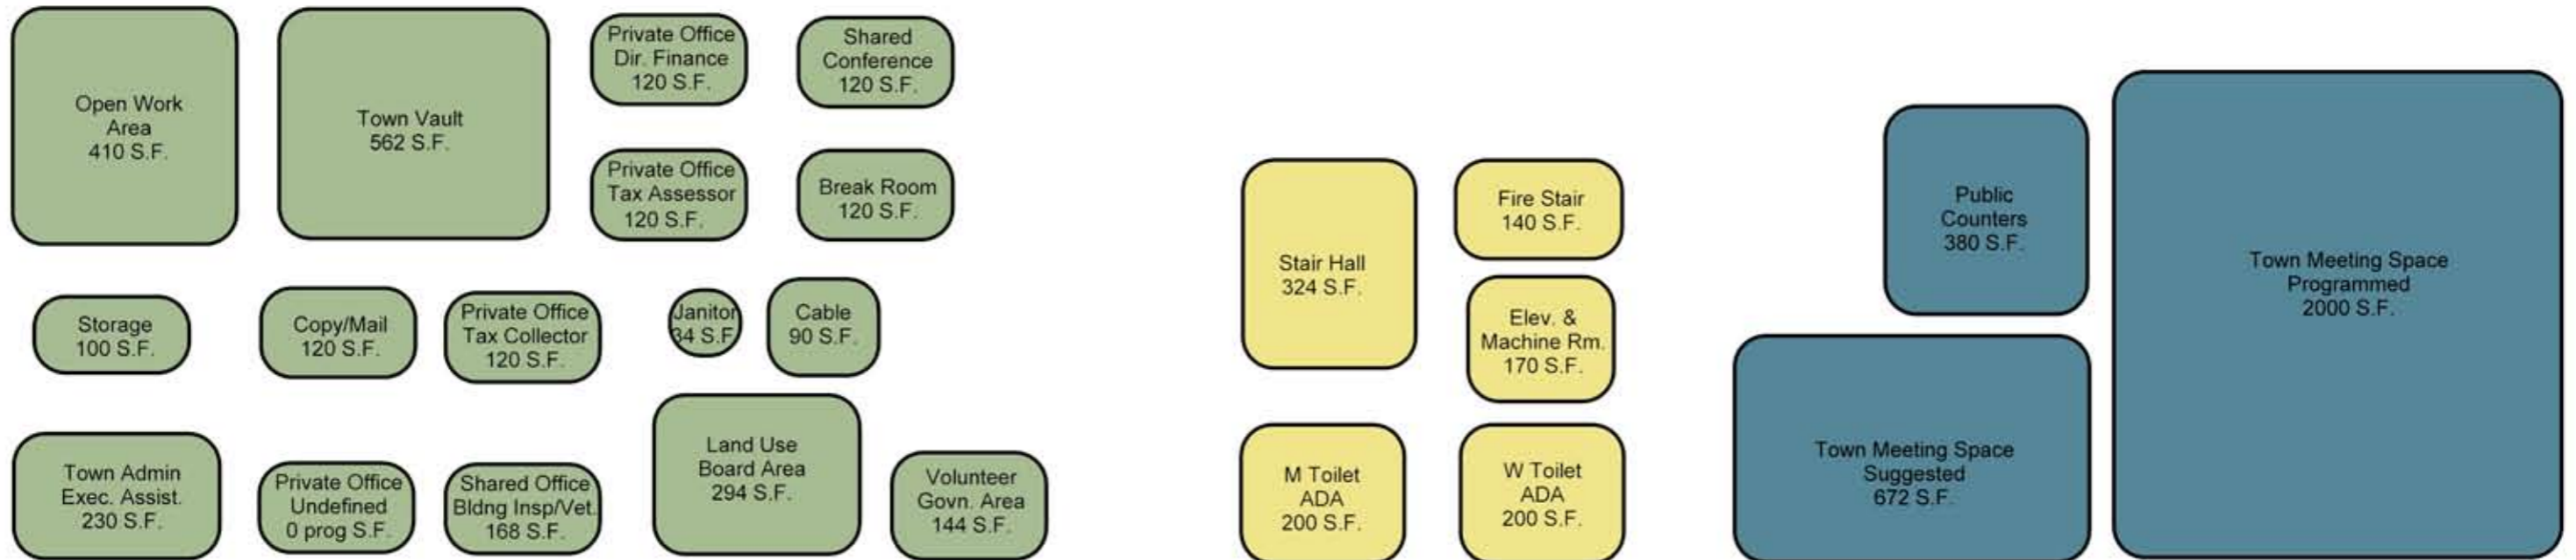 Open Work
Area
410 S.F.
Town Vault
562 S.F.
Private Office
Dir. Finance
120 S.F.
Shared
Conference
120 S.F.
Private Office
Tax Assessor
120 S.F.
Break Room
120 S.F.
Storage
100 S.F.
Copy/Mail
120 S.F.
Private Office
Tax Collector
120 S.F.
Janitor
34 S.F.
Cable
90 S.F.
Town Admin
Exec. Assist.
230 S.F.
Private Office
Undefined
0 prog S.F.
Shared Office
Bldng Insp/Vet.
168 S.F.
Land Use
Board Area
294 S.F.
Volunteer
Govn. Area
144 S.F.
Stair Hall
324 S.F.
Fire Stair
140 S.F.
Elev. &
Machine Rm.
170 S.F.
M Toilet
ADA
200 S.F.
W Toilet
ADA
200 S.F.
Public
Counters
380 S.F.
Town Meeting Space
Suggested
672 S.F.
Town Meeting Space
Programmed
2000 S.F.